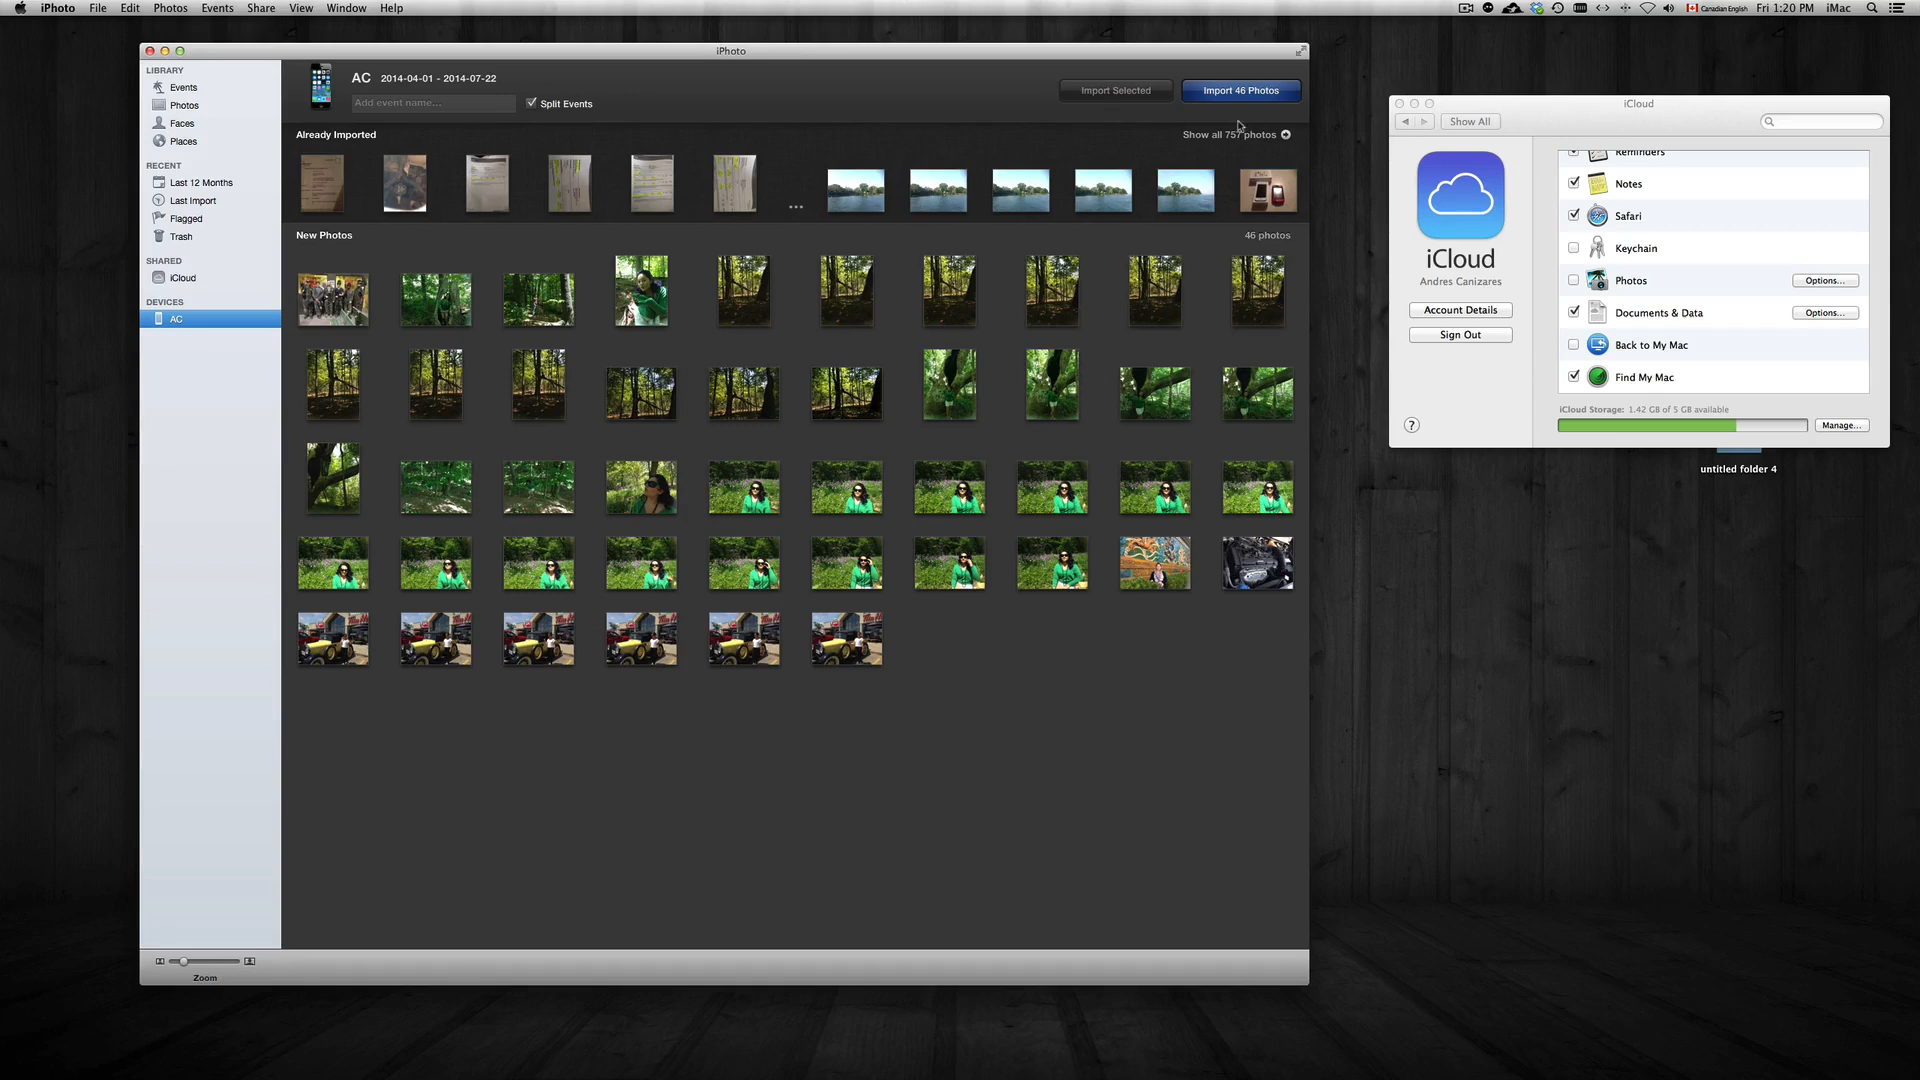 iPhoto File Edit Photos Events Share View Window Help
Canadian English Fri 1:20 PM iMac
iPhoto
LIBRARY
Events
Photos
Faces
Places
RECENT
Last 12 Months
Last Import
Flagged
Trash
SHARED
iCloud
DEVICES
AC
AC 2014-04-01 - 2014-07-22
Add event name...
Split Events
Import Selected
Import 46 Photos
Already Imported
Show all 757 photos
...
New Photos
46 photos
Zoom
iCloud
Show All
iCloud
Andres Canizares
Account Details
Sign Out
?
Reminders
Notes
Safari
Keychain
Photos
Options...
Documents & Data
Options...
Back to My Mac
Find My Mac
iCloud Storage: 1.42 GB of 5 GB available
Manage...
untitled folder 4